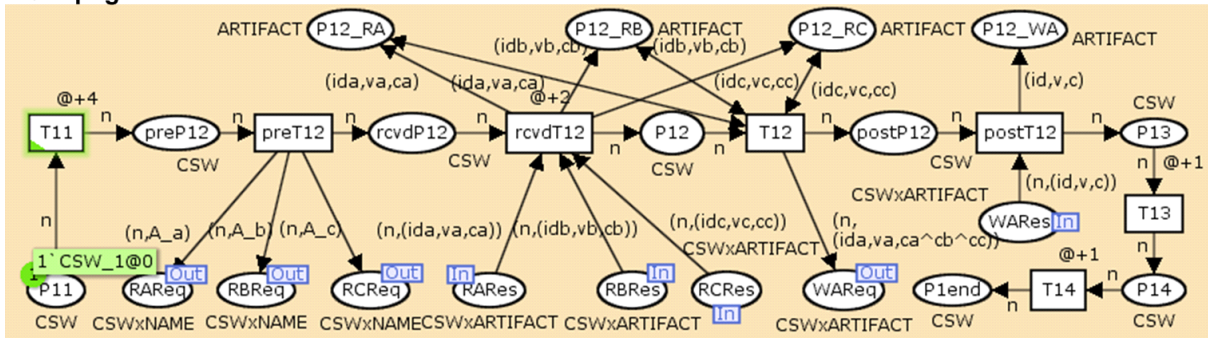 ARTIFACT P12_RA P12_RB ARTIFACT P12_RC ARTIFACT P12_WA ARTIFACT
(idb,vb,cb) (idb,vb,cb)
(ida,va,ca) (ida,va,ca) (idc,vc,cc) (idc,vc,cc) (id,v,c)
@+4 @+2 CSW
T11 n preP12 n preT12 n rcvdP12 n rcvdT12 n P12 n T12 n postP12 n postT12 n P13
CSW CSW CSW CSW n @+1
CSWxARTIFACT (n,(id,v,c))
n (n,A_a) (n,A_b) (n,A_c) (n,(ida,va,ca)) (n,(idb,vb,cb)) (n,(idc,vc,cc)) (n, WARes In T13
CSWxARTIFACT (ida,va,ca^cb^cc)) n
1`CSW_1@0 @+1
Out Out Out In In Out
1 P11 RAReq RBReq RCReq RARes RBRes RCRes WAReq P1end n T14 n P14
In
CSW CSWxNAME CSWxNAME CSWxNAME CSWxARTIFACT CSWxARTIFACT CSWxARTIFACT CSW CSW